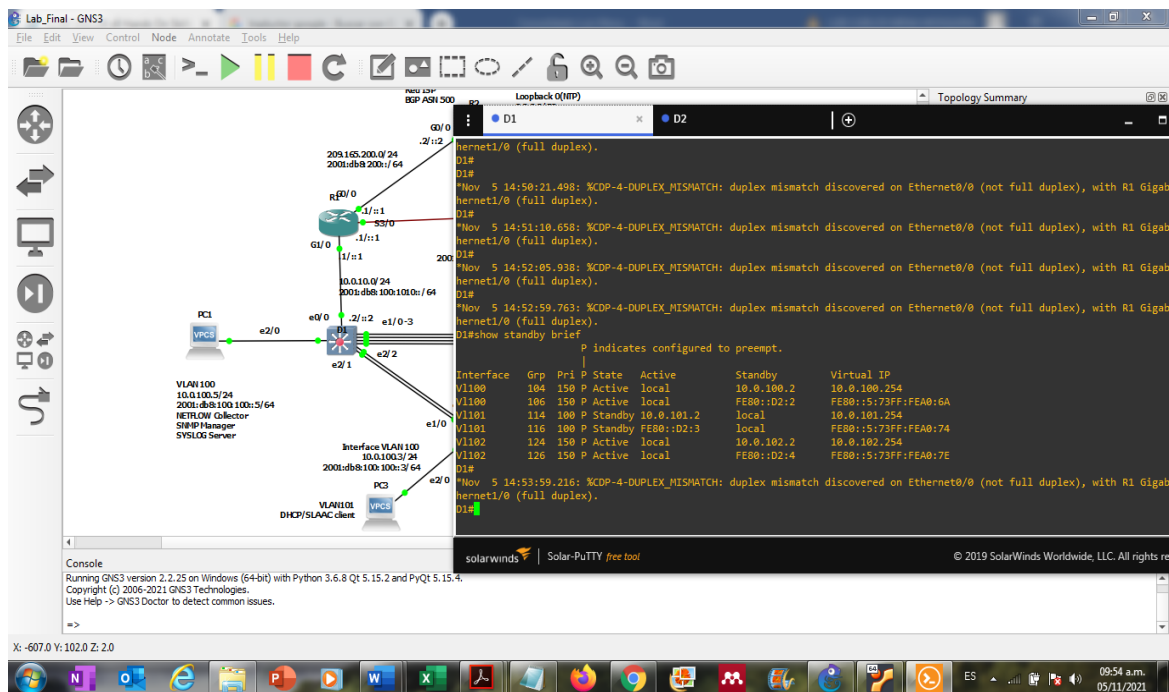 Lab_Final - GNS3
File Edit View Control Node Annotate Tools Help
BGP ASN 500
Loopback 0(NTP)
Topology Summary
D1
D2
G0/0
.2/::2
209.165.200.0/24
2001:db8:200::/64
R1
G0/0
.1/::1
S3/0
.1/::1
G1/0
.1/::1
200
10.0.10.0/24
2001:db8:100:1010::/64
PC1
VPCS
e2/0
e0/0
.2/::2
e1/0-3
D1
e2/2
e2/1
VLAN 100
10.0.100.5/24
2001:db8:100:100::5/64
NETFLOW Collector
SNMP Manager
SYSLOG Server
e1/0
Interface VLAN 100
10.0.100.3/24
2001:db8:100:100::3/64
e2/0
PC3
VPCS
VLAN101
DHCP/SLAAC client
hernet1/0 (full duplex).
D1#
D1#
*Nov  5 14:50:21.498: %CDP-4-DUPLEX_MISMATCH: duplex mismatch discovered on Ethernet0/0 (not full duplex), with R1 Gigab
hernet1/0 (full duplex).
D1#
*Nov  5 14:51:10.658: %CDP-4-DUPLEX_MISMATCH: duplex mismatch discovered on Ethernet0/0 (not full duplex), with R1 Gigab
hernet1/0 (full duplex).
D1#
*Nov  5 14:52:05.938: %CDP-4-DUPLEX_MISMATCH: duplex mismatch discovered on Ethernet0/0 (not full duplex), with R1 Gigab
hernet1/0 (full duplex).
D1#
*Nov  5 14:52:59.763: %CDP-4-DUPLEX_MISMATCH: duplex mismatch discovered on Ethernet0/0 (not full duplex), with R1 Gigab
hernet1/0 (full duplex).
D1#show standby brief
P indicates configured to preempt.
|
Interface   Grp  Pri P State   Active          Standby         Virtual IP
Vl100       104  150 P Active  local           10.0.100.2      10.0.100.254
Vl100       106  150 P Active  local           FE80::D2:2      FE80::5:73FF:FEA0:6A
Vl101       114  100 P Standby 10.0.101.2      local           10.0.101.254
Vl101       116  100 P Standby FE80::D2:3      local           FE80::5:73FF:FEA0:74
Vl102       124  150 P Active  local           10.0.102.2      10.0.102.254
Vl102       126  150 P Active  local           FE80::D2:4      FE80::5:73FF:FEA0:7E
D1#
*Nov  5 14:53:59.216: %CDP-4-DUPLEX_MISMATCH: duplex mismatch discovered on Ethernet0/0 (not full duplex), with R1 Gigab
hernet1/0 (full duplex).
D1#
solarwinds | Solar-PuTTY free tool
© 2019 SolarWinds Worldwide, LLC. All rights re
Console
Running GNS3 version 2.2.25 on Windows (64-bit) with Python 3.6.8 Qt 5.15.2 and PyQt 5.15.4.
Copyright (c) 2006-2021 GNS3 Technologies.
Use Help -> GNS3 Doctor to detect common issues.
=>
X: -607.0 Y: 102.0 Z: 2.0
ES
09:54 a.m.
05/11/2021